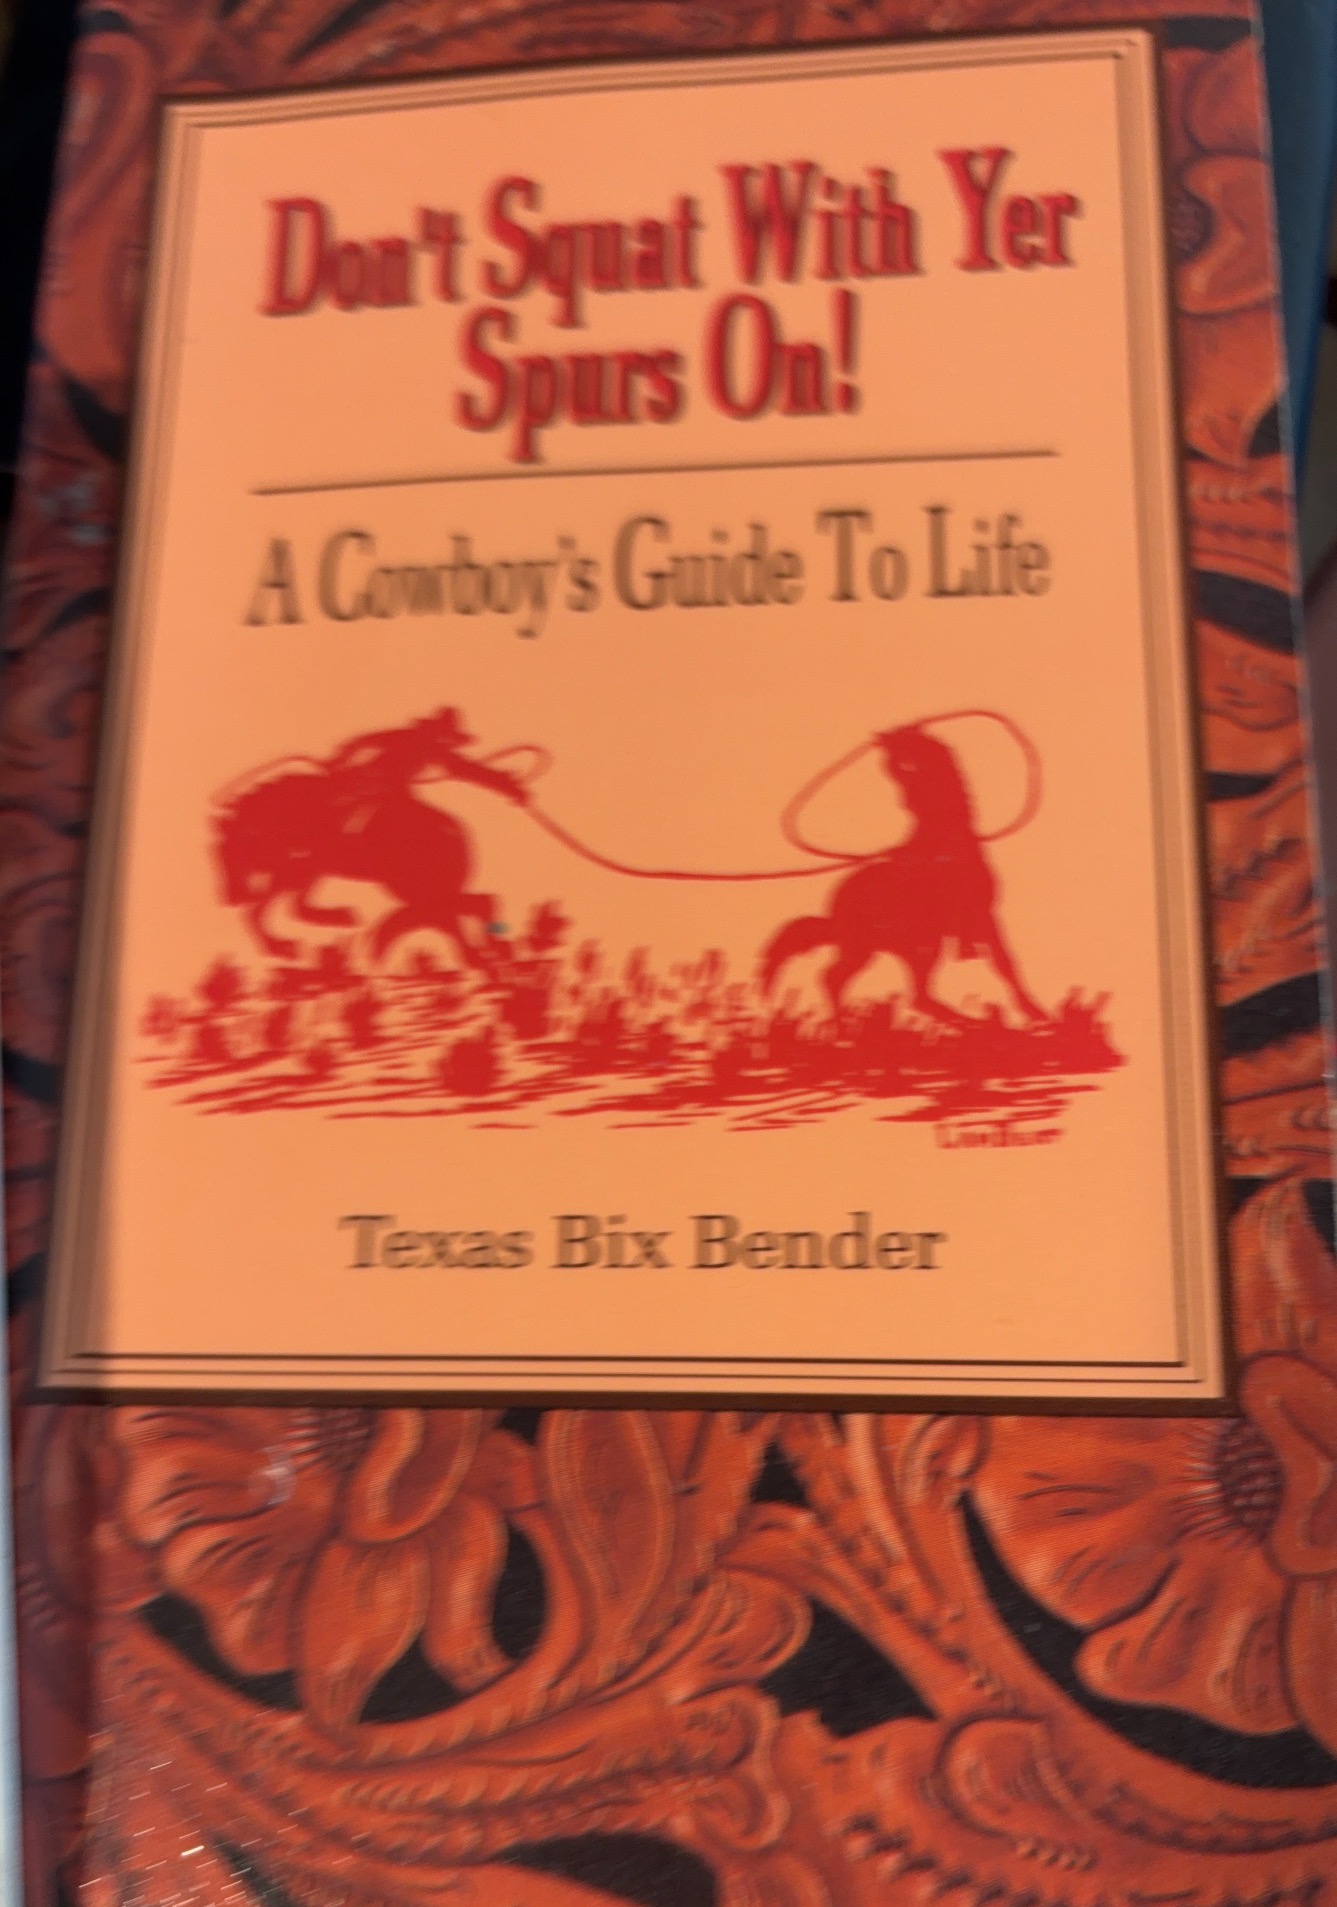 Don't Squat With Yer
Spurs On!
A Cowboy's Guide To Life
Texas Bix Bender